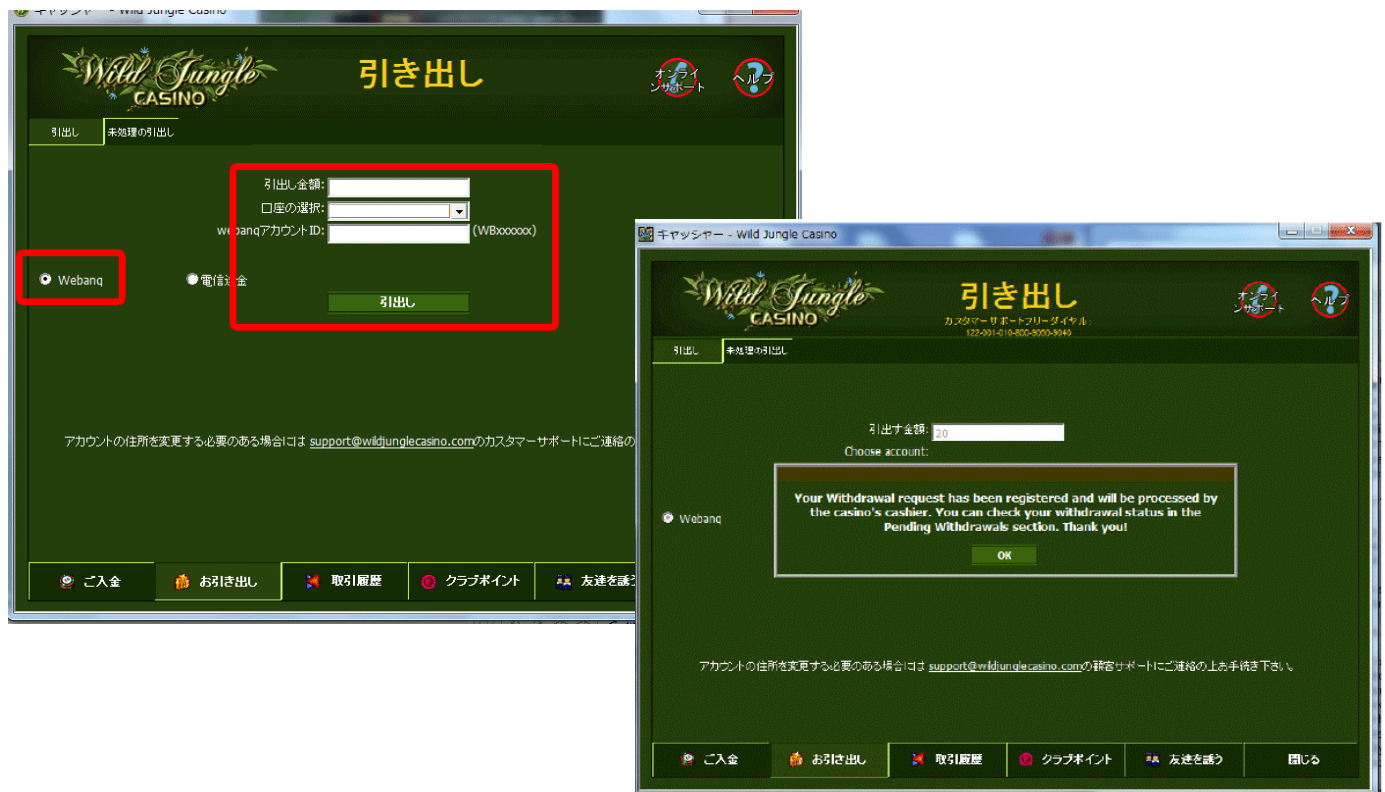 キャッシャー - Wild Jungle Casino
Wild Jungle
CASINO
引き出し
オンライ
ンサポート
ヘルプ
引出し
未処理の引出し
引出し金額:
口座の選択:
webanqアカウントID:
(WBxxxxxx)
Webanq
電信送金
引出し
アカウントの住所を変更する必要のある場合には support@wildjunglecasino.comのカスタマーサポートにご連絡の
ご入金
お引き出し
取引履歴
クラブポイント
友達を誘う
キャッシャー - Wild Jungle Casino
Wild Jungle
CASINO
引き出し
カスタマーサポートフリーダイヤル:
122-001-010-800-9090-9040
オンライ
ンサポート
ヘルプ
引出し
未処理の引出し
引出す金額:
20
Choose account:
Webanq
Your Withdrawal request has been registered and will be processed by
the casino's cashier. You can check your withdrawal status in the
Pending Withdrawals section. Thank you!
OK
アカウントの住所を変更する必要のある場合には support@wildjunglecasino.comの顧客サポートにご連絡の上お手続き下さい。
ご入金
お引き出し
取引履歴
クラブポイント
友達を誘う
閉じる